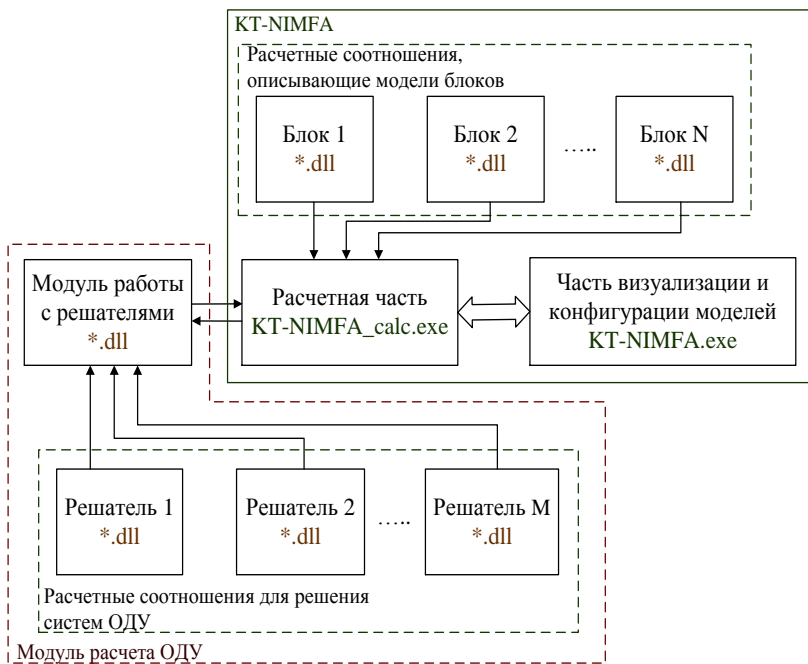 KT-NIMFA
Расчетные соотношения,
описывающие модели блоков
Блок 1
*.dll
Блок 2
*.dll
…..
Блок N
*.dll
Модуль работы
с решателями
*.dll
Расчетная часть
KT-NIMFA_calc.exe
Часть визуализации и
конфигурации моделей
KT-NIMFA.exe
Решатель 1
*.dll
Решатель 2
*.dll
…..
Решатель M
*.dll
Расчетные соотношения для решения
систем ОДУ
Модуль расчета ОДУ